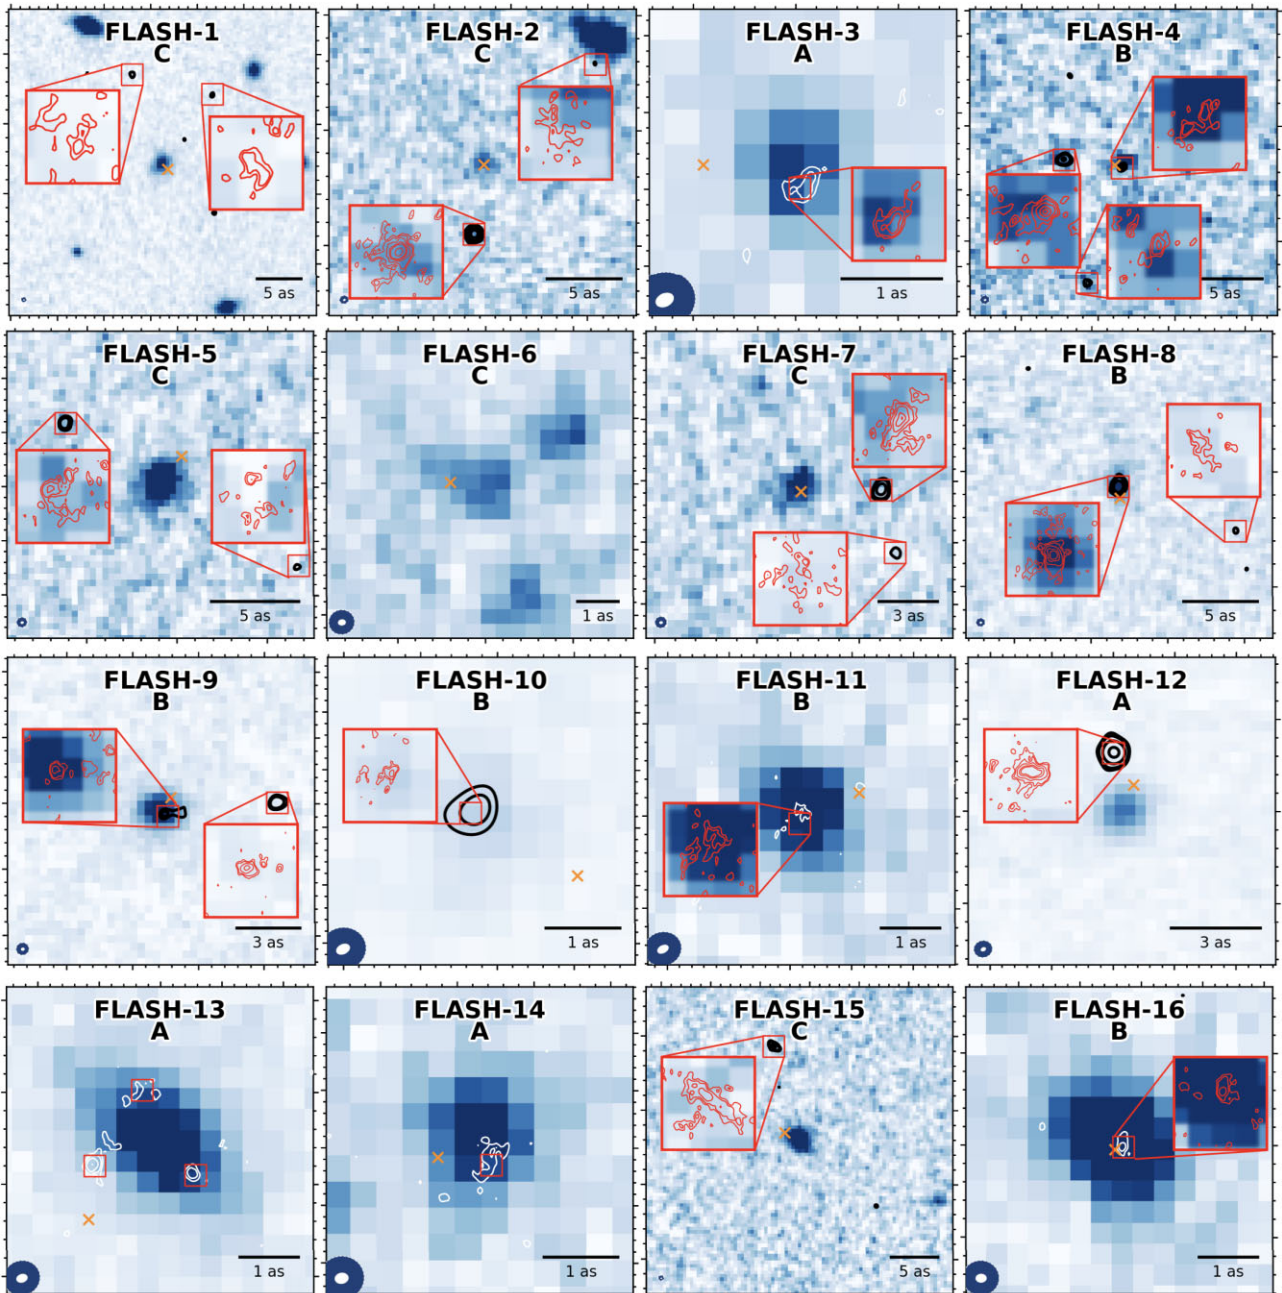 FLASH-1
C
5 as
FLASH-2
C
5 as
FLASH-3
A
1 as
FLASH-4
B
5 as
FLASH-5
C
5 as
FLASH-6
C
1 as
FLASH-7
C
3 as
FLASH-8
B
5 as
FLASH-9
B
3 as
FLASH-10
B
1 as
FLASH-11
B
1 as
FLASH-12
A
3 as
FLASH-13
A
1 as
FLASH-14
A
1 as
FLASH-15
C
5 as
FLASH-16
B
1 as